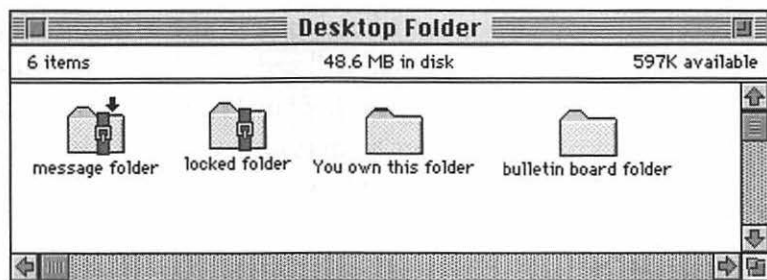 Desktop Folder
6 items 48.6 MB in disk 597K available
message folder locked folder You own this folder bulletin board folder